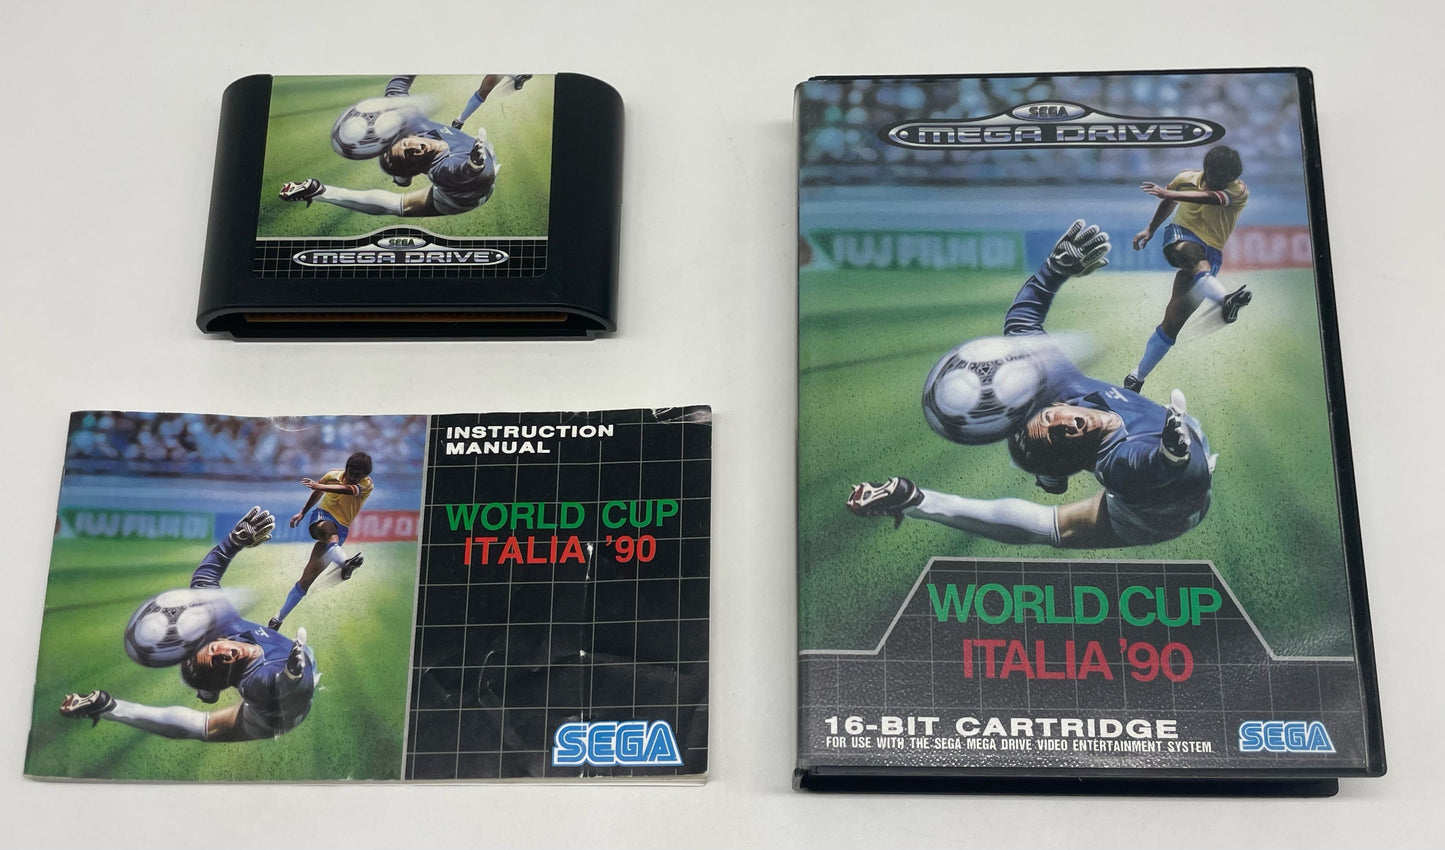 SEGA
MEGA DRIVE
INSTRUCTION
MANUAL
WORLD CUP
ITALIA '90
SEGA
SEGA
MEGA DRIVE
WORLD CUP
ITALIA '90
16-BIT CARTRIDGE
FOR USE WITH THE SEGA MEGA DRIVE VIDEO ENTERTAINMENT SYSTEM
SEGA